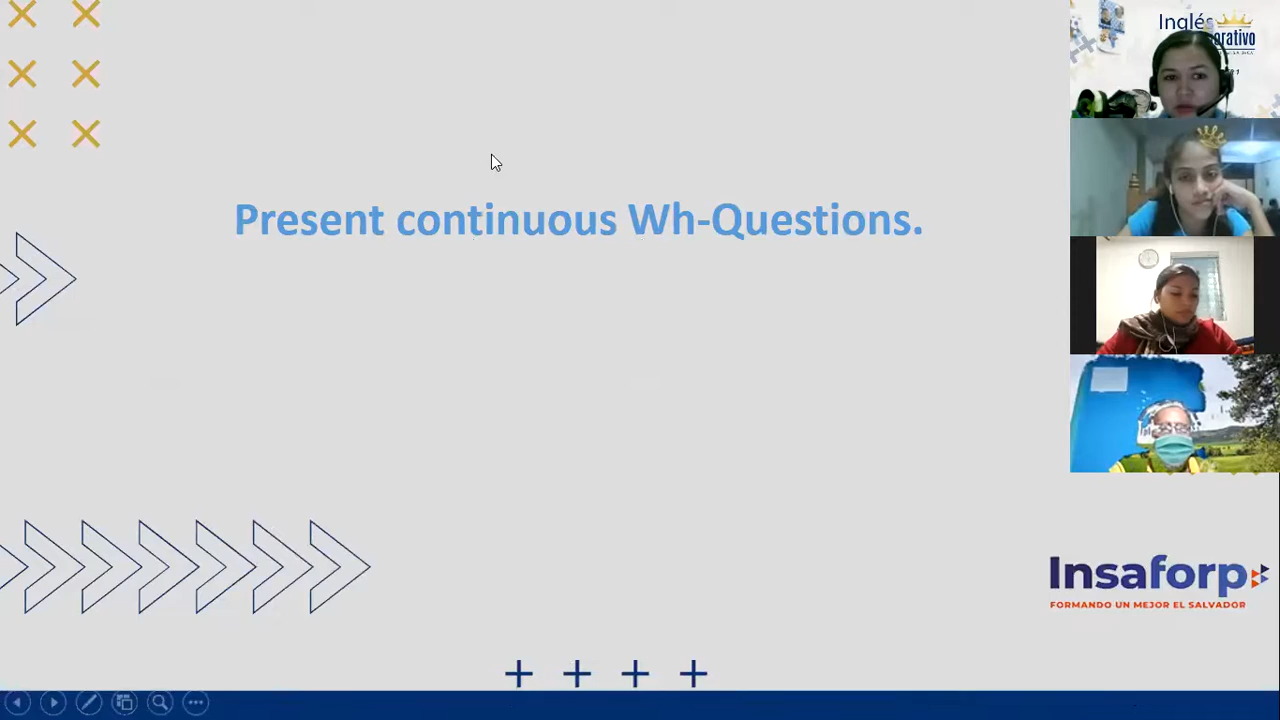 Present continuous Wh-Questions.
Inglés
Insaforp
FORMANDO UN MEJOR EL SALVADOR